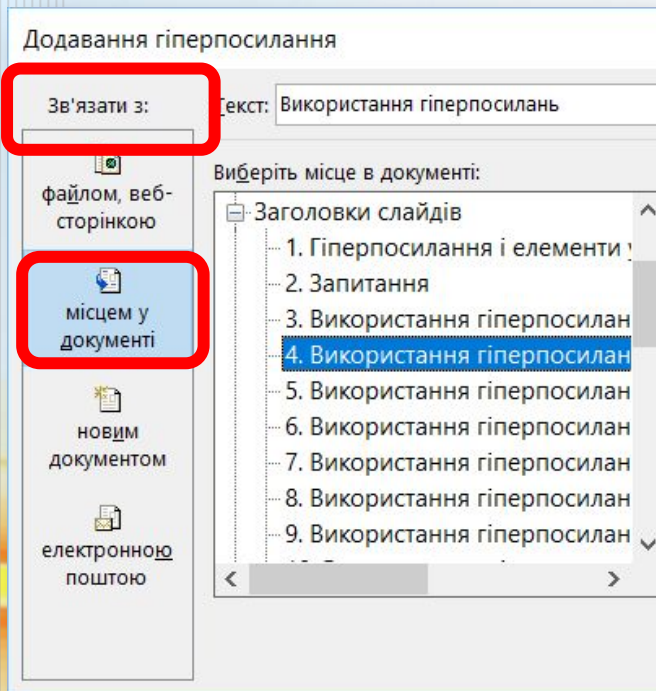 Додавання гіперпосилання
Зв'язати з:
Текст: Використання гіперпосилань
файлом, веб-
сторінкою
місцем у
документі
новим
документом
електронною
поштою
Виберіть місце в документі:
Заголовки слайдів
1. Гіперпосилання і елементи
2. Запитання
3. Використання гіперпосилан
4. Використання гіперпосилан
5. Використання гіперпосилан
6. Використання гіперпосилан
7. Використання гіперпосилан
8. Використання гіперпосилан
9. Використання гіперпосилан